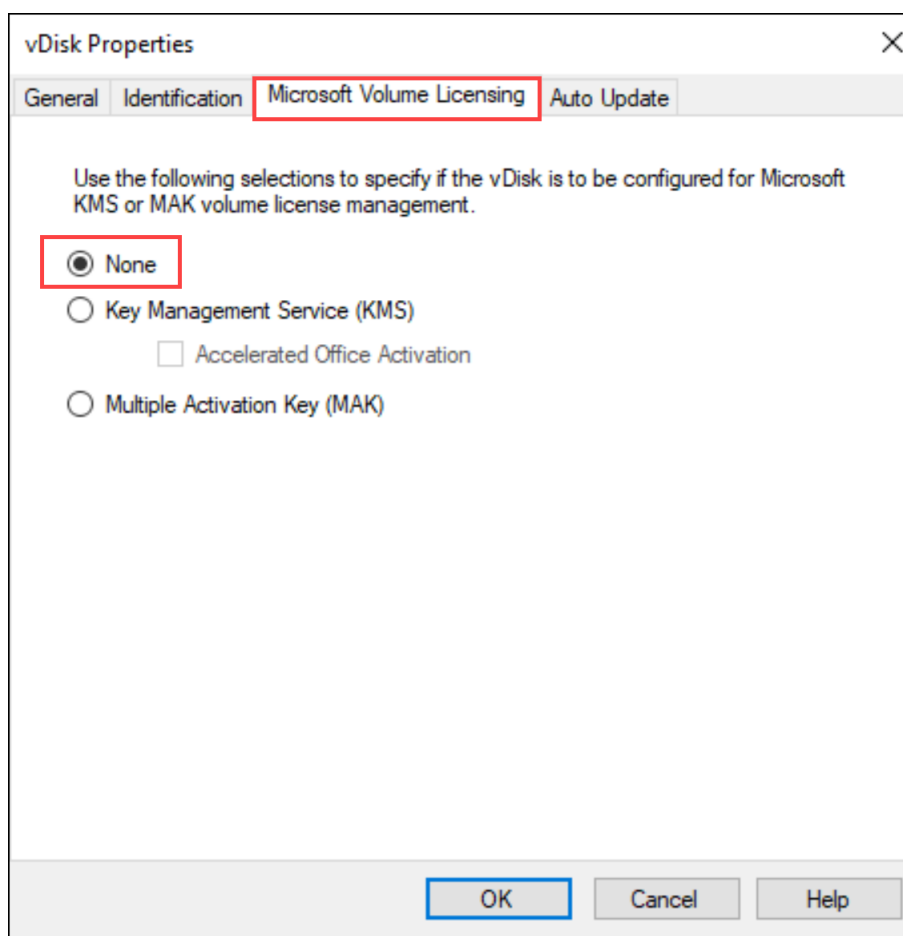 vDisk Properties
General Identification Microsoft Volume Licensing Auto Update
Use the following selections to specify if the vDisk is to be configured for Microsoft
KMS or MAK volume license management.
None
Key Management Service (KMS)
Accelerated Office Activation
Multiple Activation Key (MAK)
OK Cancel Help